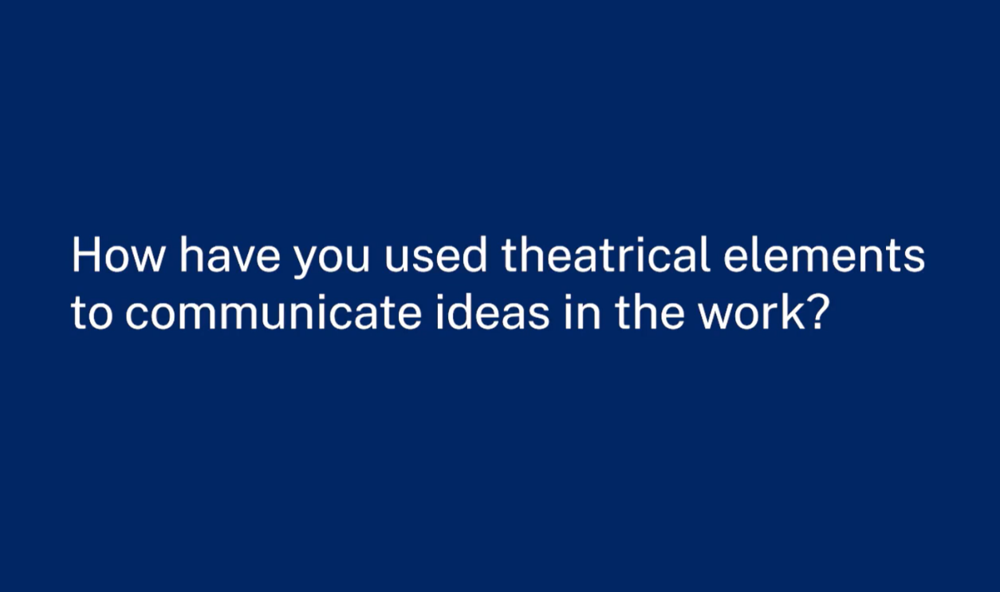 How have you used theatrical elements
to communicate ideas in the work?